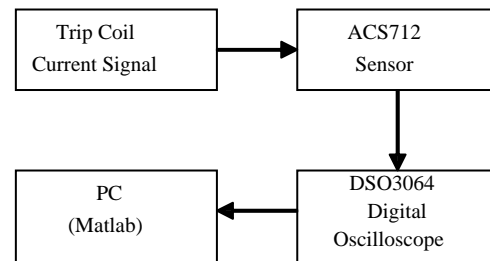 Trip Coil
Current Signal
ACS712
Sensor
PC
(Matlab)
DSO3064
Digital
Oscilloscope